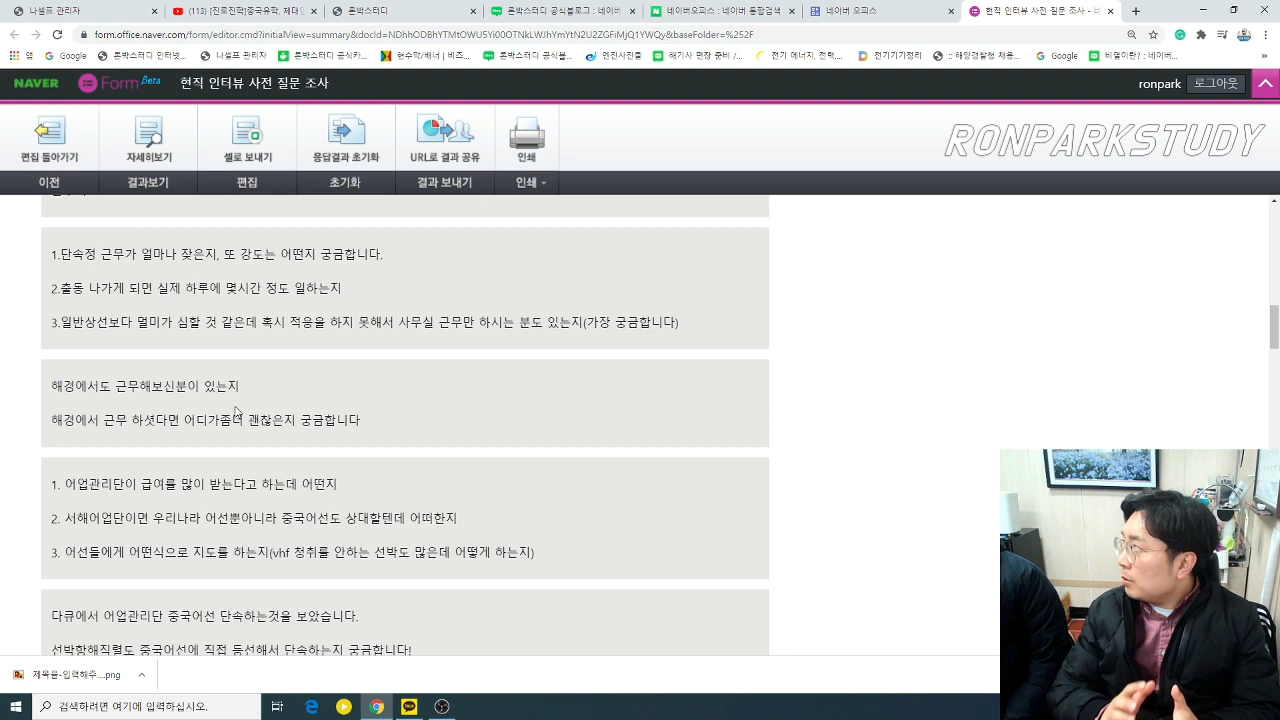 나셀프 관리자
(113) [진로진학]중국유학, 제대
론박스터디
론박스터디 공식블로그 : 네이버
네이버오피스 : 네이버 통합검색
네이버 오피스
현직 인터뷰 사전 질문 조사 -
form.office.naver.com/form/editor.cmd?initialView=summary&docId=
앱
Google
론박스터디 인터넷
나셀프 관리자
론박스터디 공식카...
현수막/배너 | 비즈...
론박스터디 공식블...
엔진사진들
해기사 면장 준비 /...
전기 에너지, 전력,...
전기기기정리
:: 해양경찰청 채용...
Google
비열이란? : 네이버...
NAVER
Form Beta
현직 인터뷰 사전 질문 조사
ronpark
로그아웃
편집 돌아가기
자세히보기
셀로 보내기
응답결과 초기화
URL로 결과 공유
인쇄
RONPARKSTUDY
이전
결과보기
편집
초기화
결과 보내기
인쇄
1.단속정 근무가 얼마나 잦은지, 또 강도는 어떤지 궁금합니다.
2.출동 나가게 되면 실제 하루에 몇시간 정도 일하는지
3.일반상선보다 멀미가 심할 것 같은데 혹시 적응을 하지 못해서 사무실 근무만 하시는 분도 있는지(가장 궁금합니다)
해경에서도 근무해보신분이 있는지
해경에서 근무 하셧다면 어디가좀더 괜찮은지 궁금합니다
1. 어업관리단이 급여를 많이 받는다고 하는데 어떤지
2. 서해어업단이면 우리나라 어선뿐아니라 중국어선도 상대할텐데 어떠한지
3. 어선들에게 어떤식으로 지도를 하는지(vhf 청취를 안하는 선박도 많은데 어떻게 하는지)
다큐에서 어업관리단 중국어선 단속하는것을 보았습니다.
선박항해직렬도 중국어선에 직접 등선해서 단속하는지 궁금합니다!
제목을-입력해주....png
검색하려면 여기에 입력하십시오.
TALK